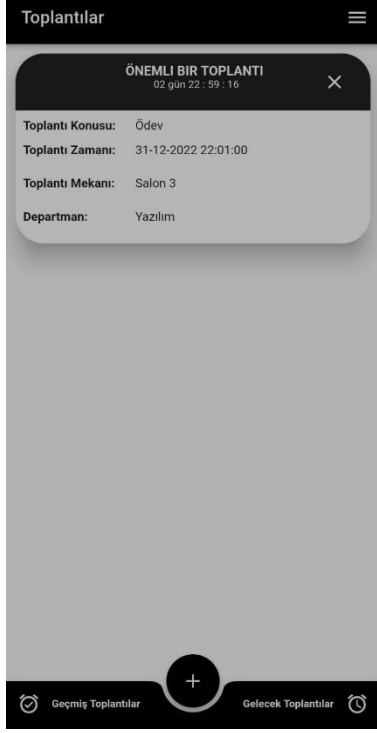 Toplantılar
ÖNEMLİ BIR TOPLANTI
02 gün 22 : 59 : 16
Toplantı Konusu: Ödev
Toplantı Zamanı: 31-12-2022 22:01:00
Toplantı Mekanı: Salon 3
Departman: Yazılım
Geçmiş Toplantılar
Gelecek Toplantılar